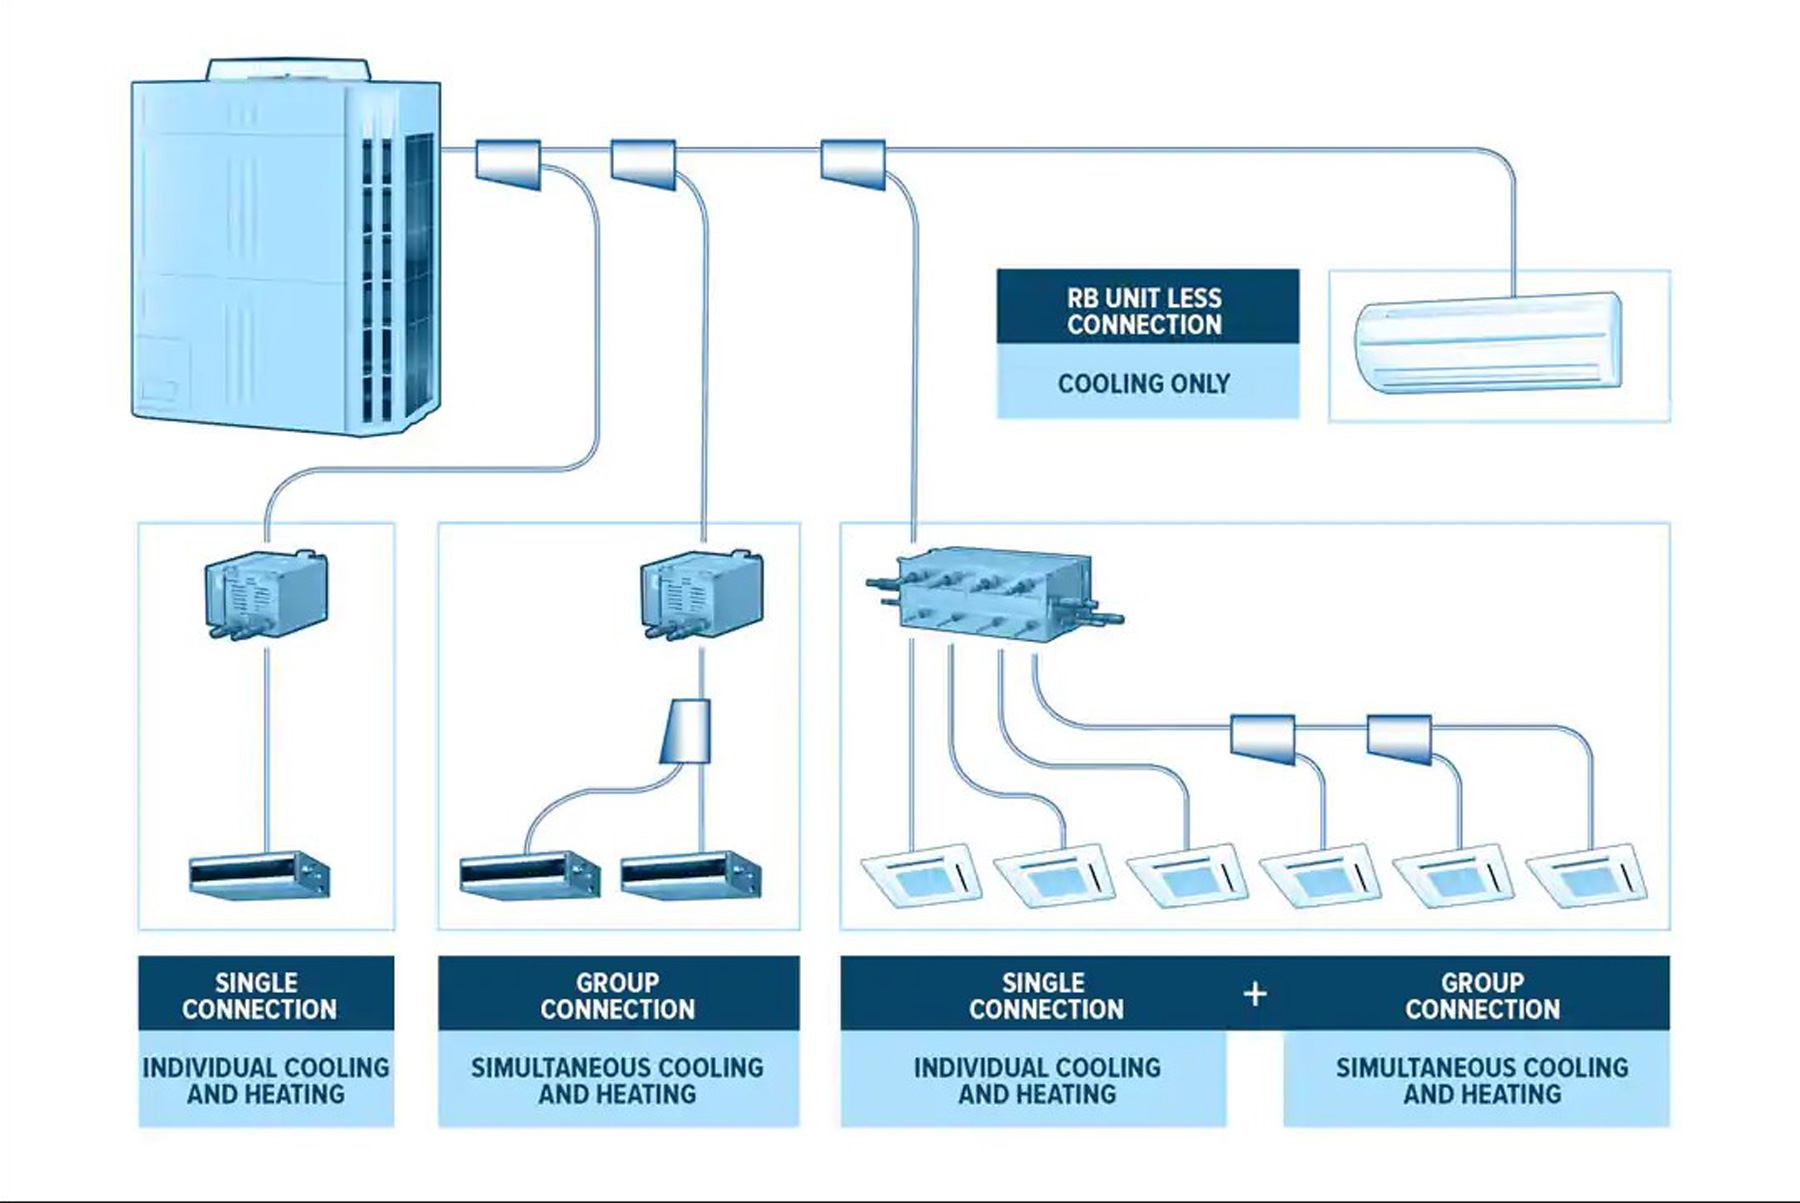 RB UNIT LESS
CONNECTION
COOLING ONLY
SINGLE
CONNECTION
INDIVIDUAL COOLING
AND HEATING
GROUP
CONNECTION
SIMULTANEOUS COOLING
AND HEATING
SINGLE
CONNECTION
+
GROUP
CONNECTION
INDIVIDUAL COOLING
AND HEATING
SIMULTANEOUS COOLING
AND HEATING